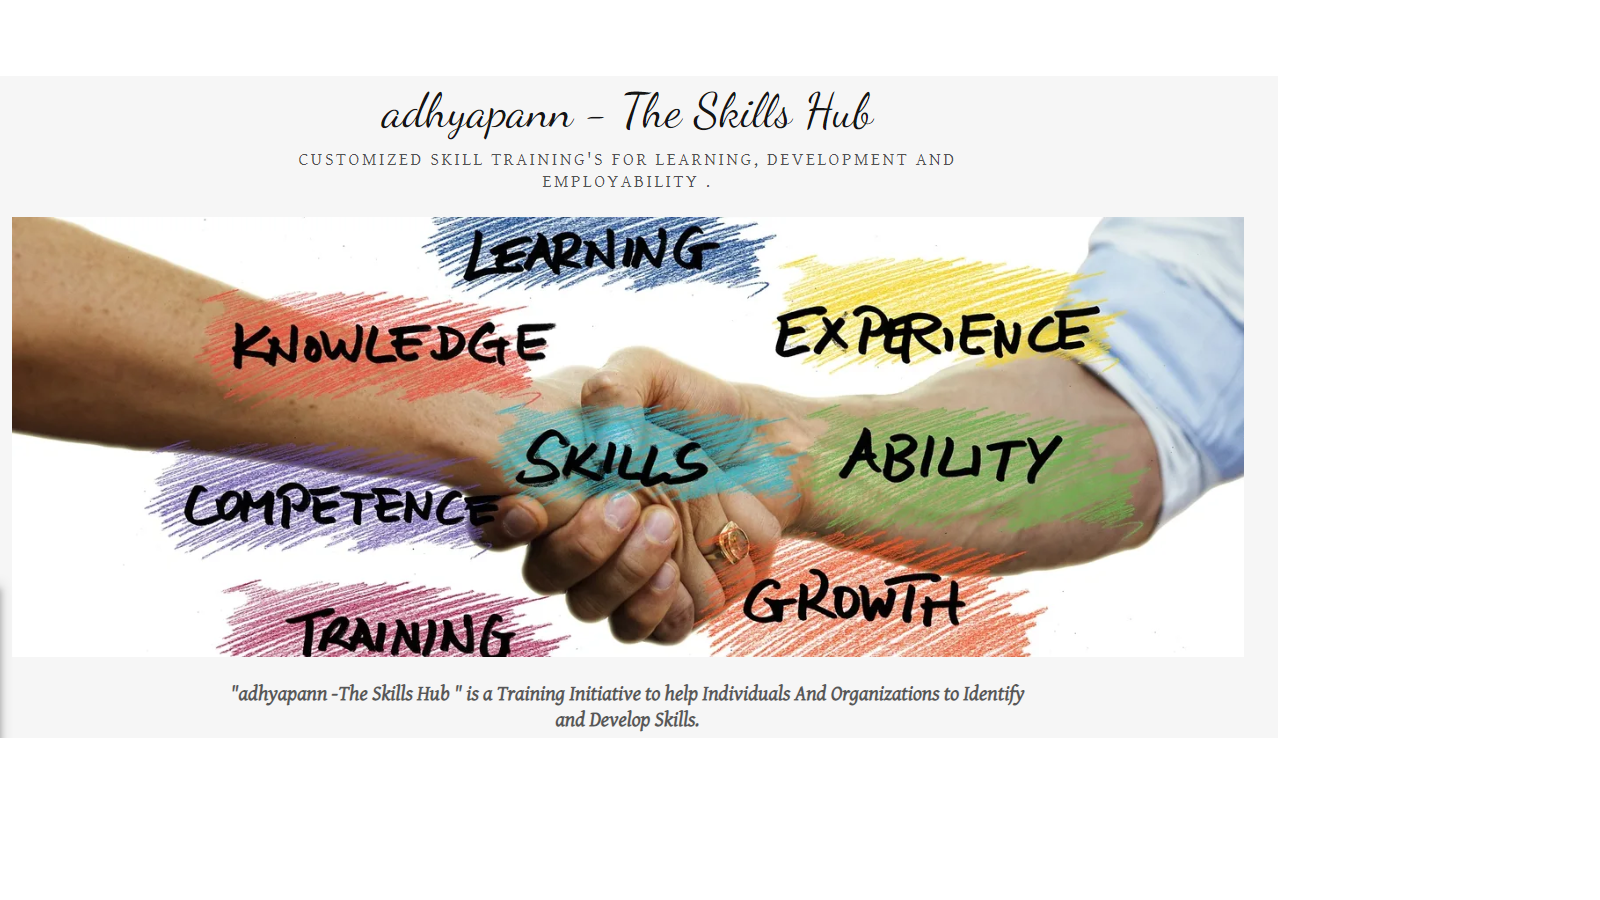 adhyapann - The Skills Hub
CUSTOMIZED SKILL TRAINING'S FOR LEARNING, DEVELOPMENT AND
EMPLOYABILITY .
LEARNING
KNOWLEDGE
EXPERIENCE
SKILLS
ABILITY
COMPETENCE
GROWTH
TRAINING
"adhyapann -The Skills Hub " is a Training Initiative to help Individuals And Organizations to Identify
and Develop Skills.